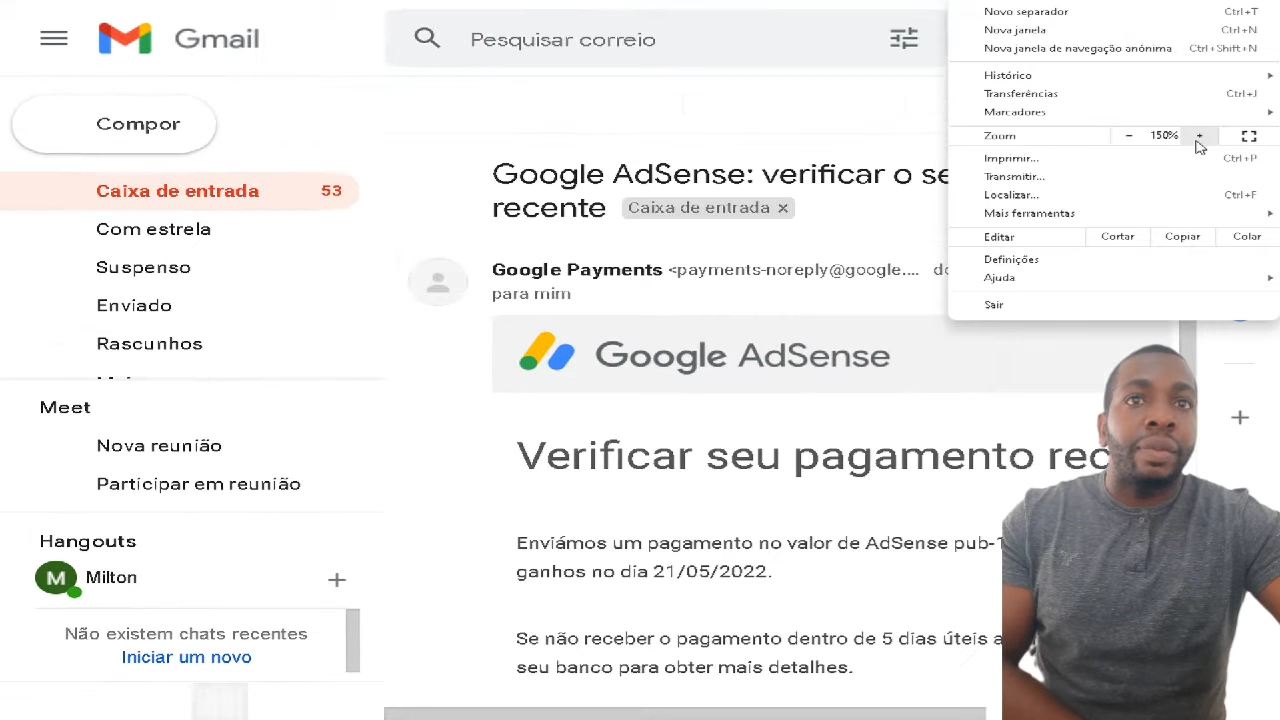 Gmail
Pesquisar correio
Compor
Caixa de entrada 53
Com estrela
Suspenso
Enviado
Rascunhos
Meet
Nova reunião
Participar em reunião
Hangouts
M Milton
Não existem chats recentes
Iniciar um novo
Google AdSense: verificar o se
recente Caixa de entrada ×
Google Payments <payments-noreply@google....
para mim
Google AdSense
Verificar seu pagamento rec
Enviámos um pagamento no valor de AdSense pub-1
ganhos no dia 21/05/2022.
Se não receber o pagamento dentro de 5 dias úteis a
seu banco para obter mais detalhes.
Novo separador Ctrl+T
Nova janela Ctrl+N
Nova janela de navegação anónima Ctrl+Shift+N
Histórico
Transferências Ctrl+J
Marcadores
Zoom − 150% +
Imprimir... Ctrl+P
Transmitir...
Localizar... Ctrl+F
Mais ferramentas
Editar Cortar Copiar Colar
Definições
Ajuda
Sair